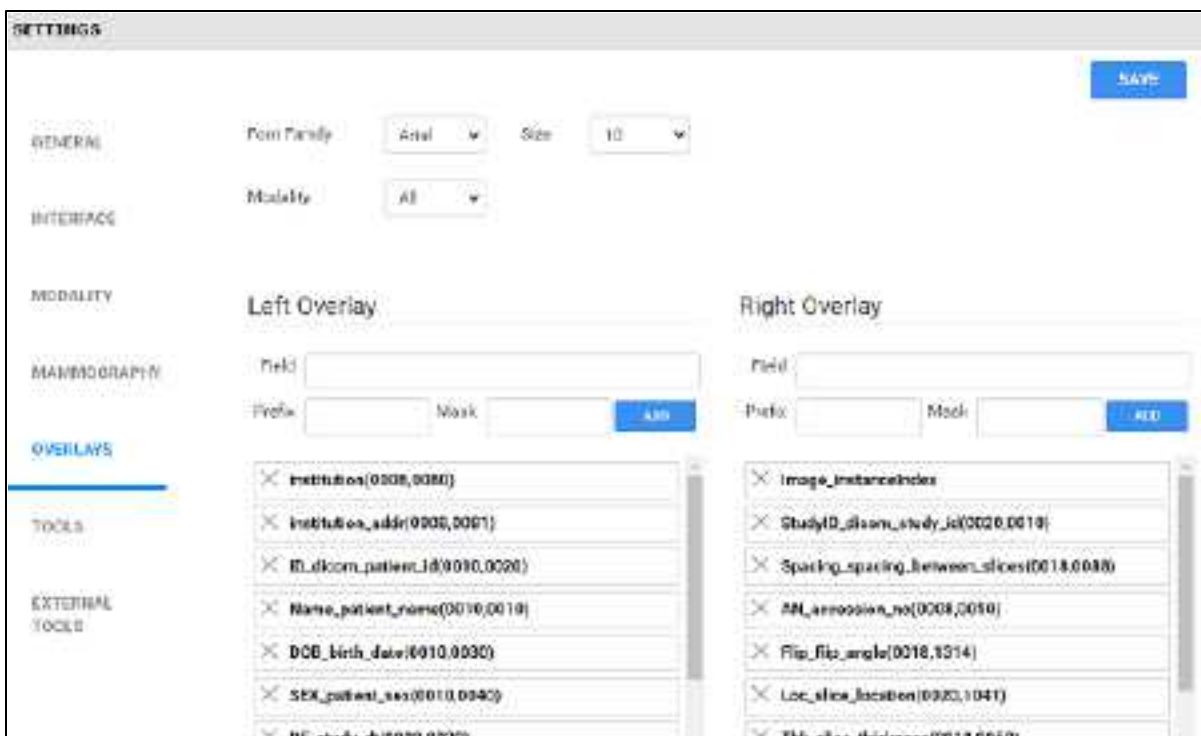 SETTINGS
SAVE
GENERAL
Font Family Arial Size 10
Modality All
INTERFACE
MODALITY
Left Overlay
Right Overlay
MAMMOGRAPHY
Field
Field
Prefix Mask ADD
Prefix Mask ADD
OVERLAYS
institution(0008,0080)
Image_instanceIndex
TOOLS
institution_addr(0008,0081)
StudyID_dicom_study_id(0020,0010)
ID_dicom_patient_id(0010,0020)
Spacing_spacing_between_slices(0018,0088)
EXTERNAL
TOOLS
Name_patient_name(0010,0010)
AN_accession_no(0008,0050)
DOB_birth_date(0010,0030)
Flip_flip_angle(0018,1314)
SEX_patient_sex(0010,0040)
Loc_slice_location(0020,1041)